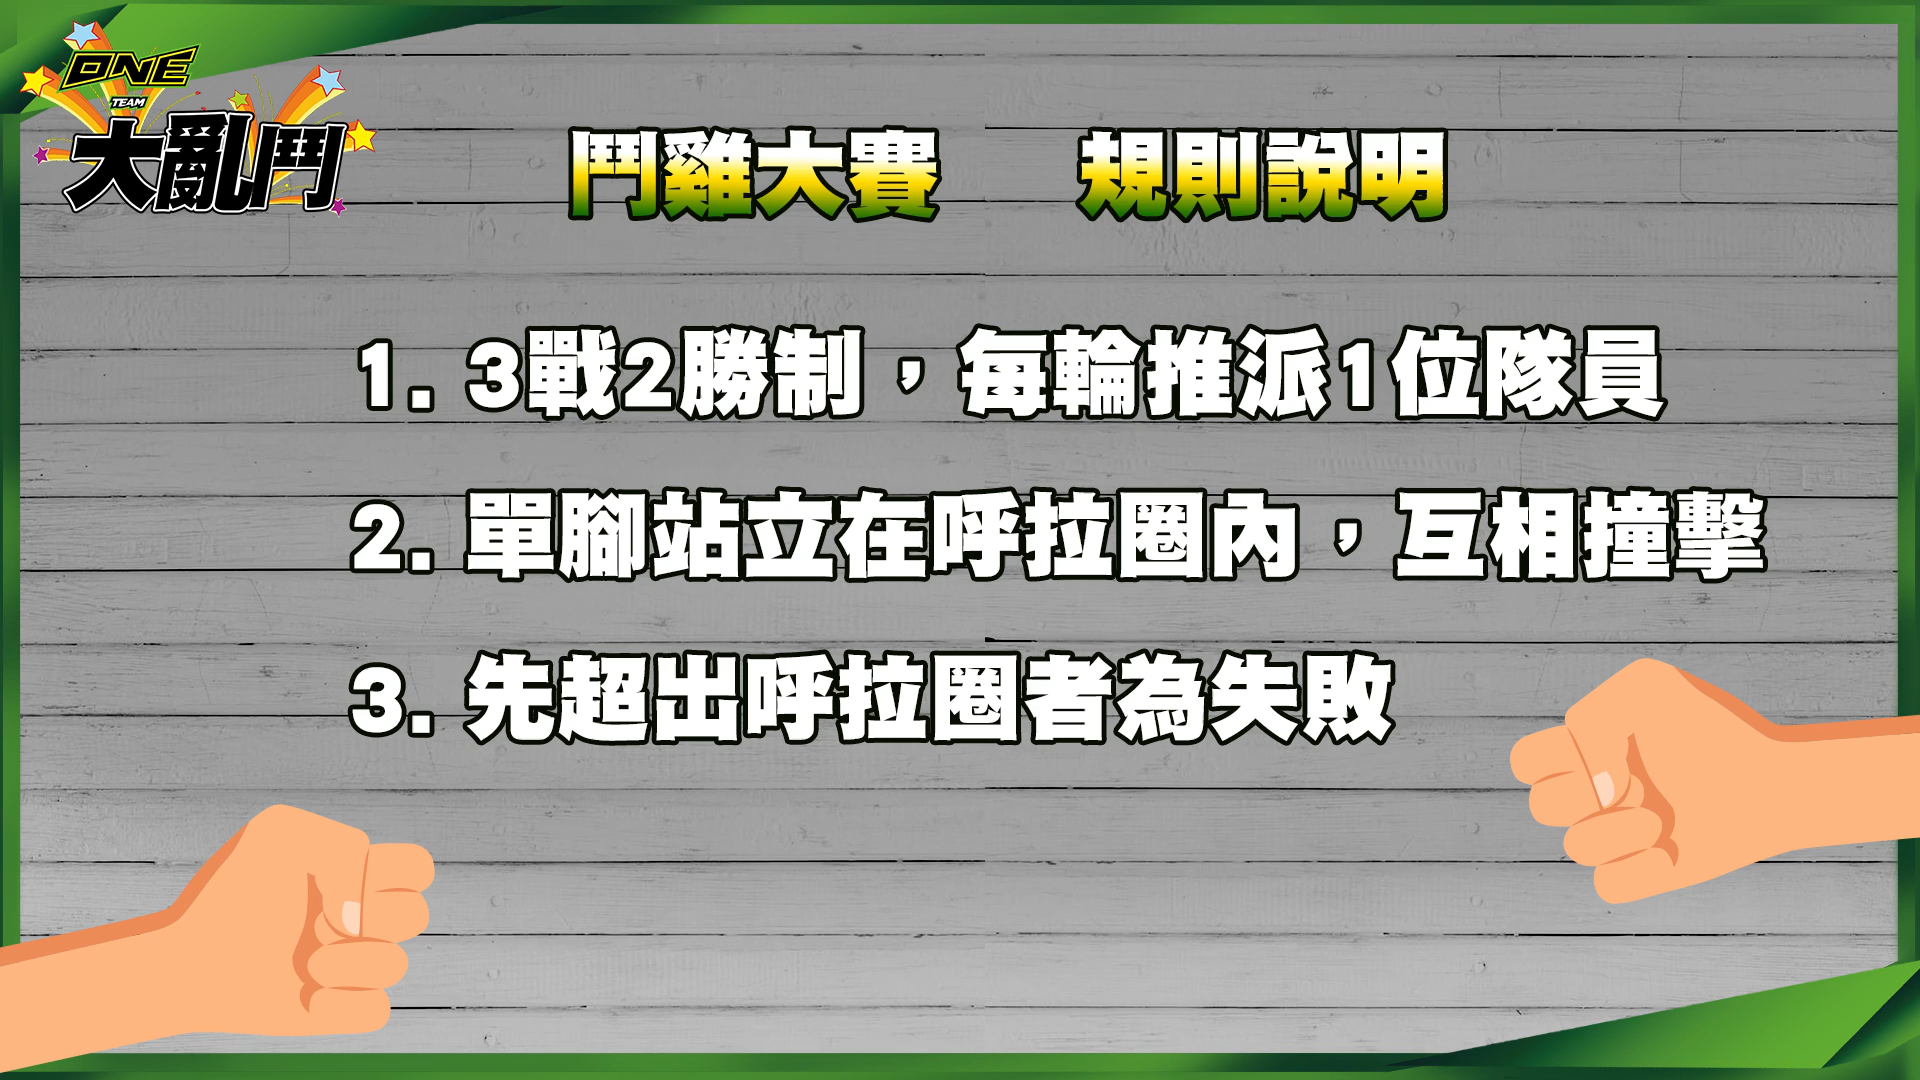 ONE
TEAM
大亂鬥
鬥雞大賽 規則說明
1. 3戰2勝制，每輪推派1位隊員
2. 單腳站立在呼拉圈內，互相撞擊
3. 先超出呼拉圈者為失敗